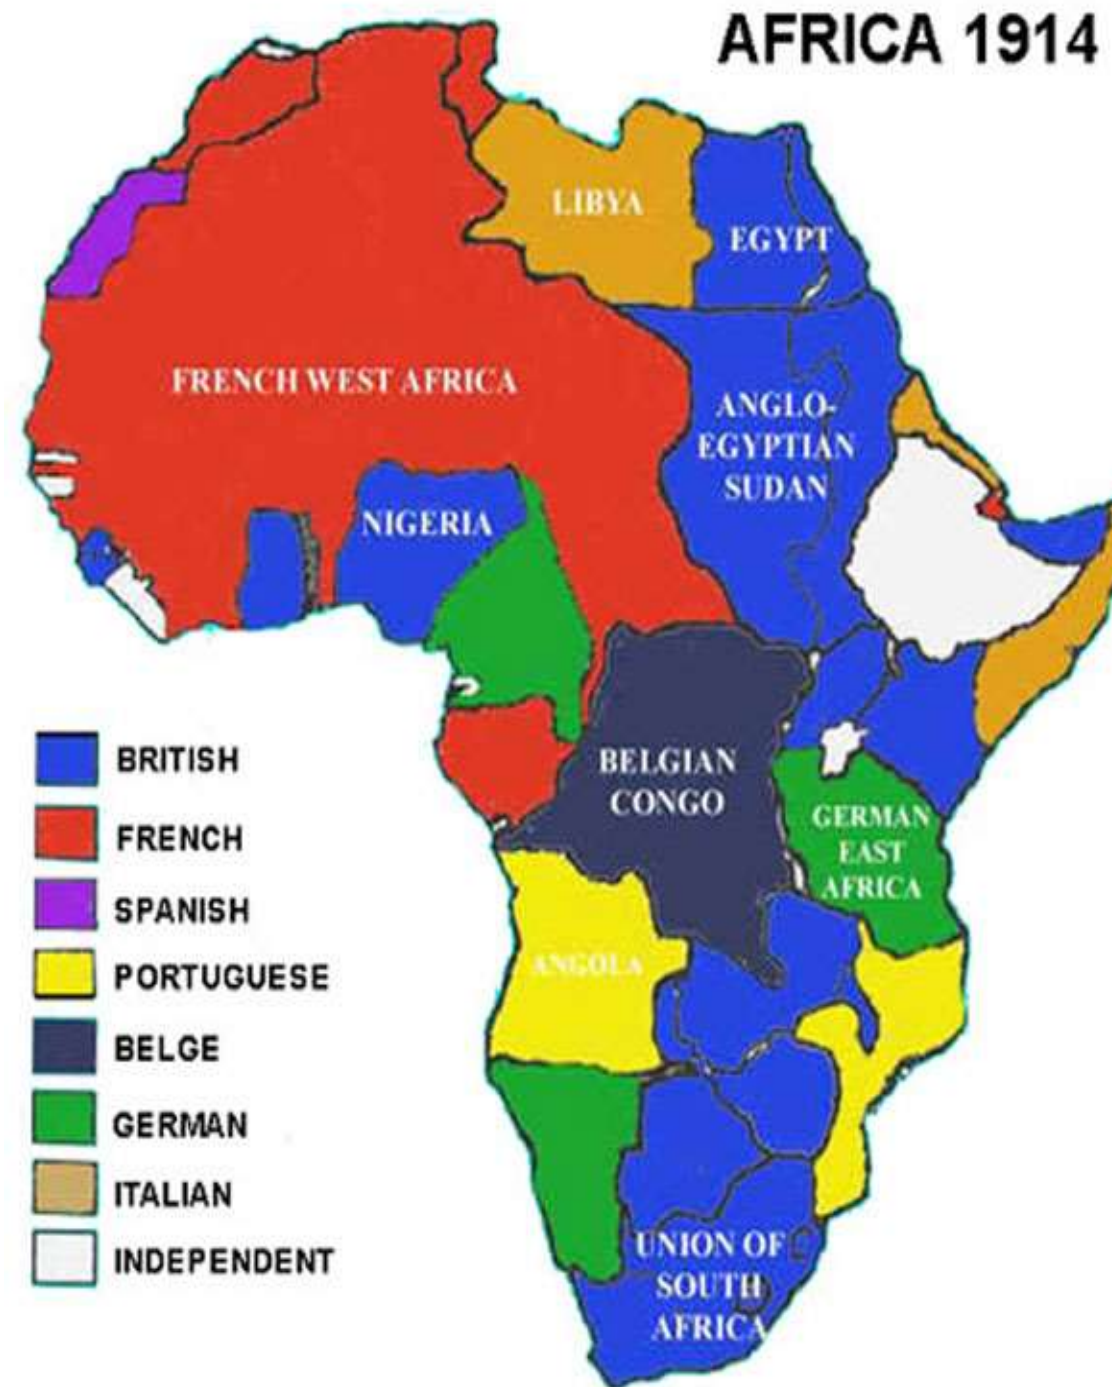 AFRICA 1914
LIBYA
EGYPT
FRENCH WEST AFRICA
ANGLO-
EGYPTIAN
SUDAN
NIGERIA
BELGIAN
CONGO
GERMAN
EAST
AFRICA
ANGOLA
UNION OF
SOUTH
AFRICA
BRITISH
FRENCH
SPANISH
PORTUGUESE
BELGE
GERMAN
ITALIAN
INDEPENDENT